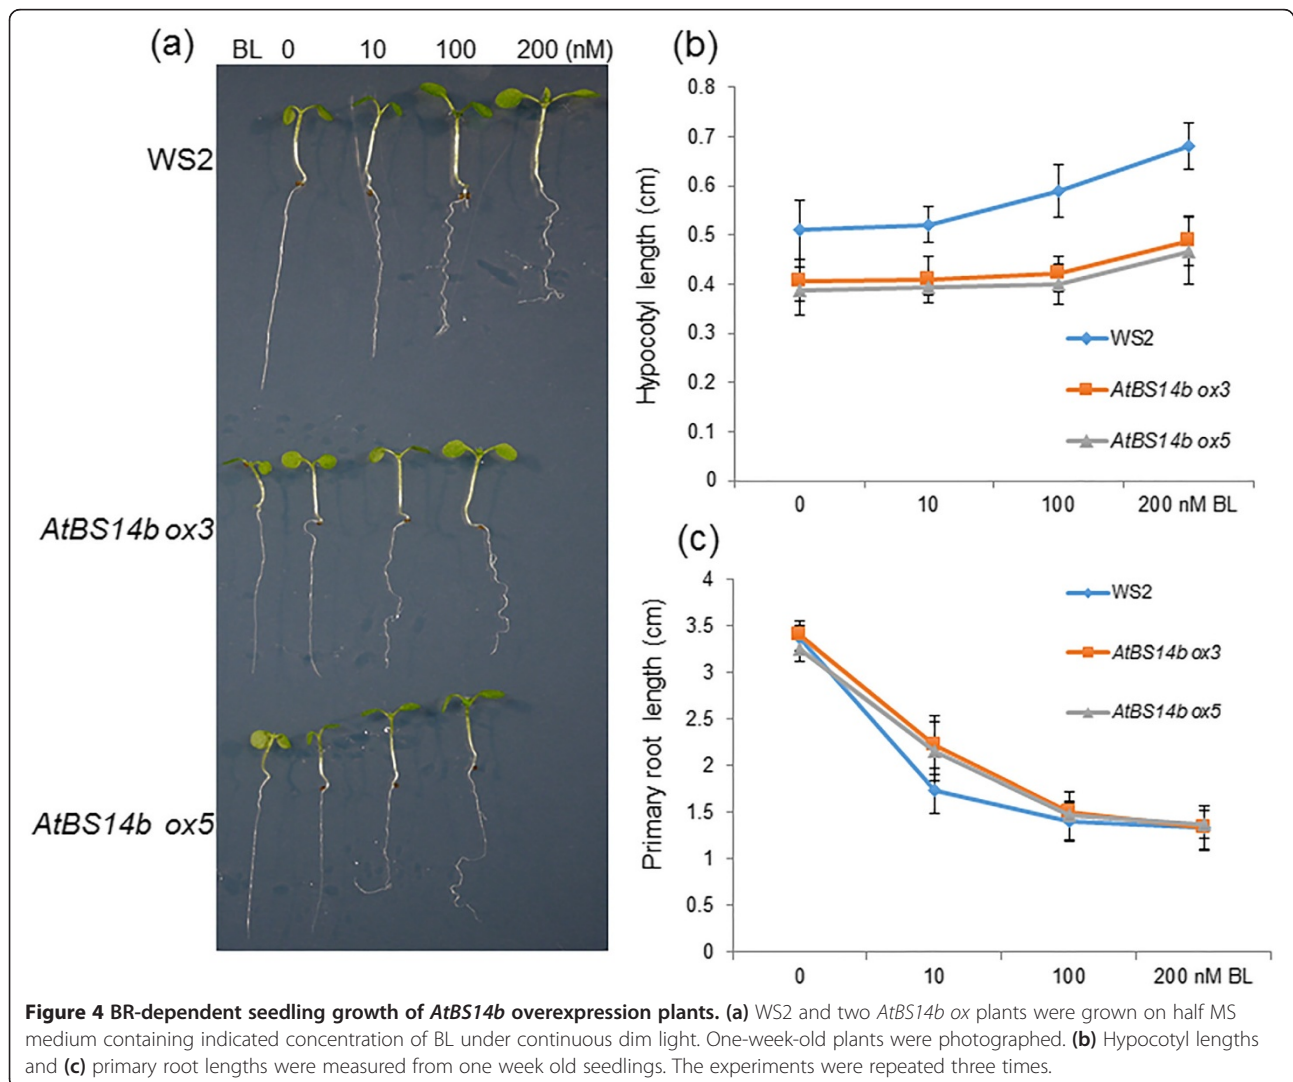 (a)
BL 0 10 100 200 (nM)
WS2
AtBS14b ox3
AtBS14b ox5
(b)
Hypocotyl length (cm)
0.8
0.7
0.6
0.5
0.4
0.3
0.2
0.1
0
WS2
AtBS14b ox3
AtBS14b ox5
0 10 100 200 nM BL
(c)
Primary root length (cm)
4
3.5
3
2.5
2
1.5
1
0.5
0
WS2
AtBS14b ox3
AtBS14b ox5
0 10 100 200 nM BL
Figure 4 BR-dependent seedling growth of AtBS14b overexpression plants. (a) WS2 and two AtBS14b ox plants were grown on half MS
medium containing indicated concentration of BL under continuous dim light. One-week-old plants were photographed. (b) Hypocotyl lengths
and (c) primary root lengths were measured from one week old seedlings. The experiments were repeated three times.